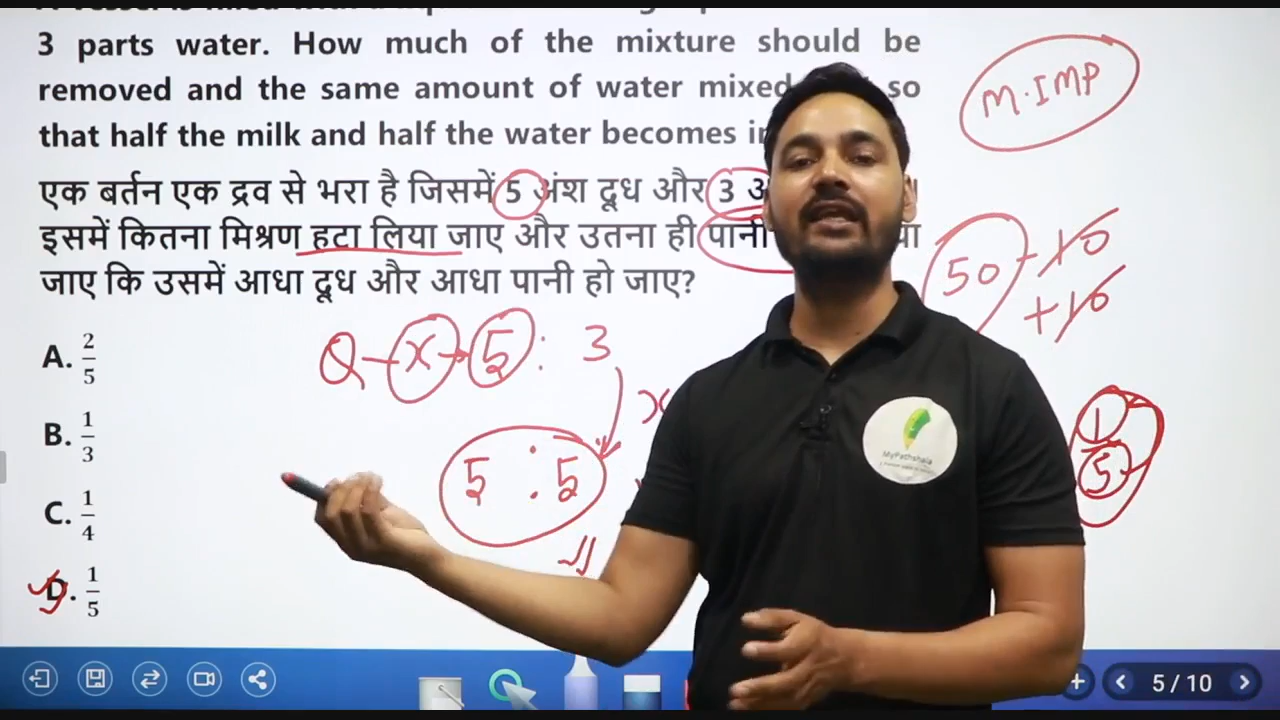 3 parts water. How much of the mixture should be
removed and the same amount of water mixed so
that half the milk and half the water becomes in
एक बर्तन एक द्रव से भरा है जिसमें 5 अंश दूध और 3
इसमें कितना मिश्रण हटा लिया जाए और उतना ही पानी
जाए कि उसमें आधा दूध और आधा पानी हो जाए?
M.IMP
50 - 10
+10
Q - x - 5 : 3
x
5 : 5
1
5
A. 2/5
B. 1/3
C. 1/4
D. 1/5
MyPathshala
5 / 10